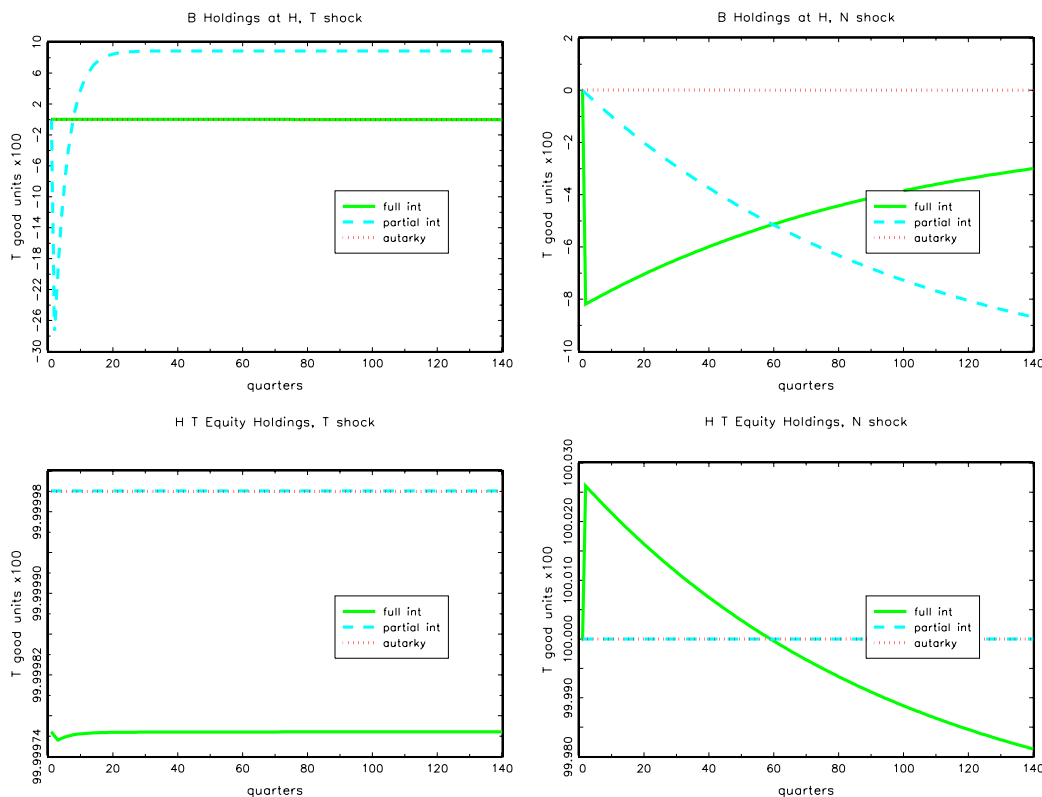 B Holdings at H, T shock
T good units x100
10
6
2
-2
-6
-10
-14
-18
-22
-26
-30
full int
partial int
autarky
0 20 40 60 80 100 120 140
quarters
B Holdings at H, N shock
T good units x100
2
0
-2
-4
-6
-8
-10
full int
partial int
autarky
0 20 40 60 80 100 120 140
quarters
H T Equity Holdings, T shock
T good units x100
99.99998
99.99990
99.99982
99.99974
full int
partial int
autarky
0 20 40 60 80 100 120 140
quarters
H T Equity Holdings, N shock
T good units x100
100.030
100.020
100.010
100.000
99.990
99.980
full int
partial int
autarky
0 20 40 60 80 100 120 140
quarters